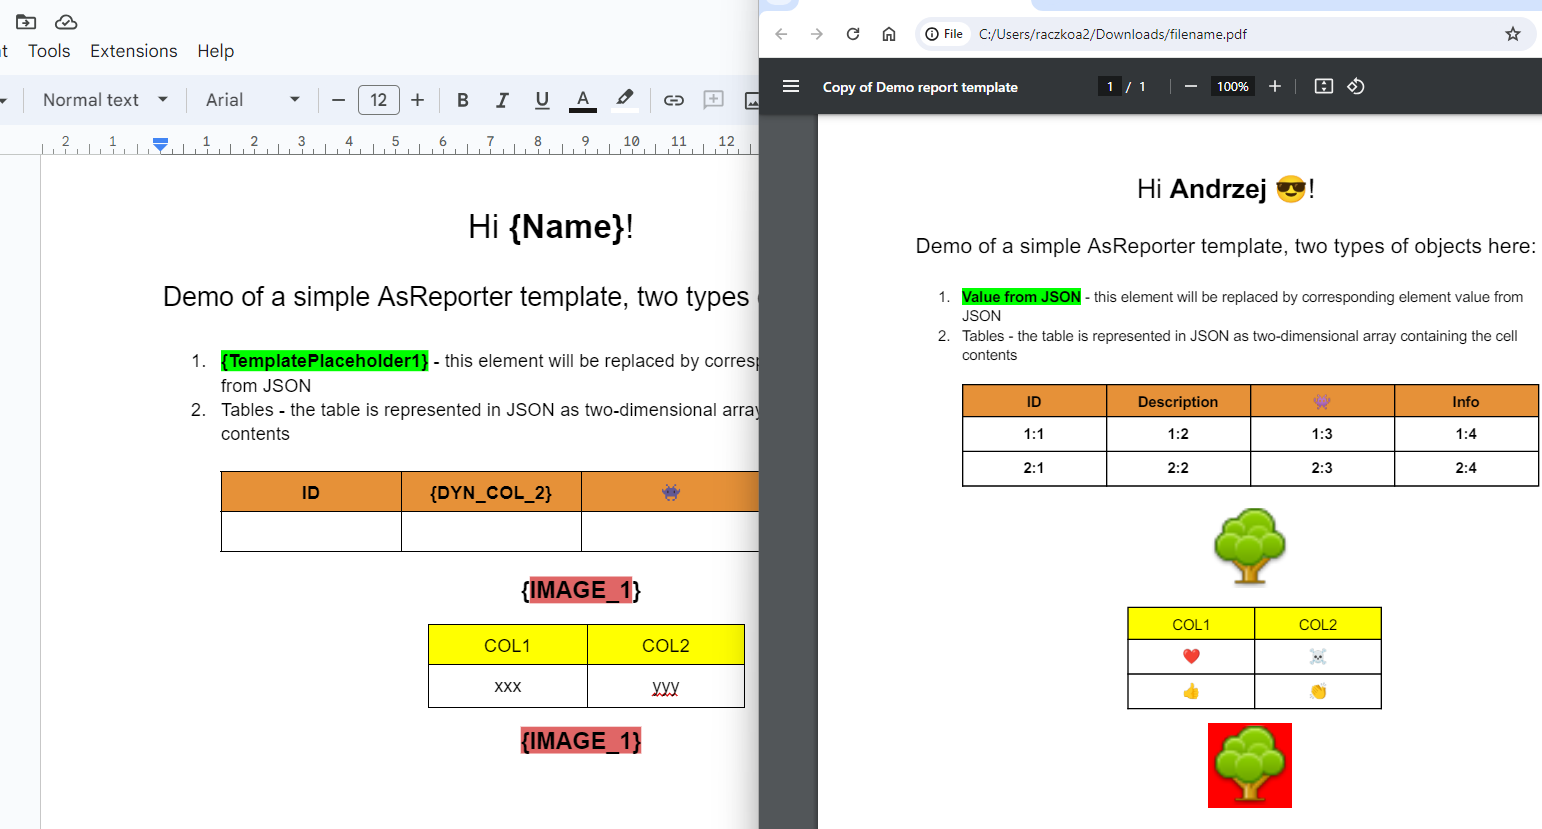 t Tools Extensions Help
Normal text Arial 12 B I U A
2 1 1 2 3 4 5 6 7 8 9 10 11 12
Hi {Name}!
Demo of a simple AsReporter template, two types
1. {TemplatePlaceholder1} - this element will be replaced by corresp
from JSON
2. Tables - the table is represented in JSON as two-dimensional array
contents
ID {DYN_COL_2} 👾
{IMAGE_1}
COL1 COL2
xxx yyy
{IMAGE_1}
File C:/Users/raczkoa2/Downloads/filename.pdf
Copy of Demo report template 1 / 1 100%
Hi Andrzej 😎!
Demo of a simple AsReporter template, two types of objects here:
1. Value from JSON - this element will be replaced by corresponding element value from
JSON
2. Tables - the table is represented in JSON as two-dimensional array containing the cell
contents
ID Description 👾 Info
1:1 1:2 1:3 1:4
2:1 2:2 2:3 2:4
COL1 COL2
❤️ ☠️
👍 👏